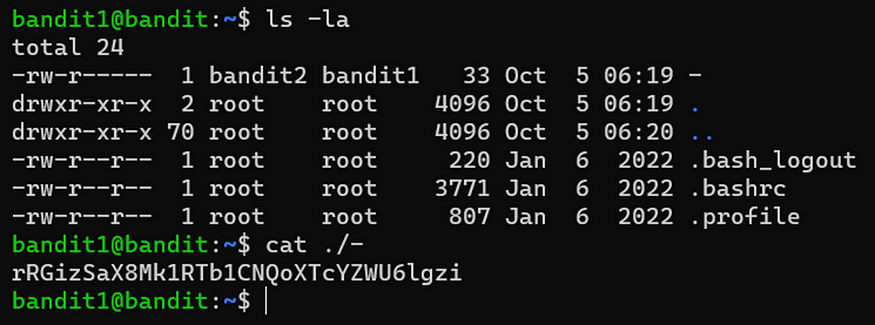 bandit1@bandit:~$ ls -la
total 24
-rw-r----- 1 bandit2 bandit1 33 Oct 5 06:19 -
drwxr-xr-x 2 root root 4096 Oct 5 06:19 .
drwxr-xr-x 70 root root 4096 Oct 5 06:20 ..
-rw-r--r-- 1 root root 220 Jan 6 2022 .bash_logout
-rw-r--r-- 1 root root 3771 Jan 6 2022 .bashrc
-rw-r--r-- 1 root root 807 Jan 6 2022 .profile
bandit1@bandit:~$ cat ./-
rRGizSaX8Mk1RTb1CNQoXTcYZWU6lgzi
bandit1@bandit:~$